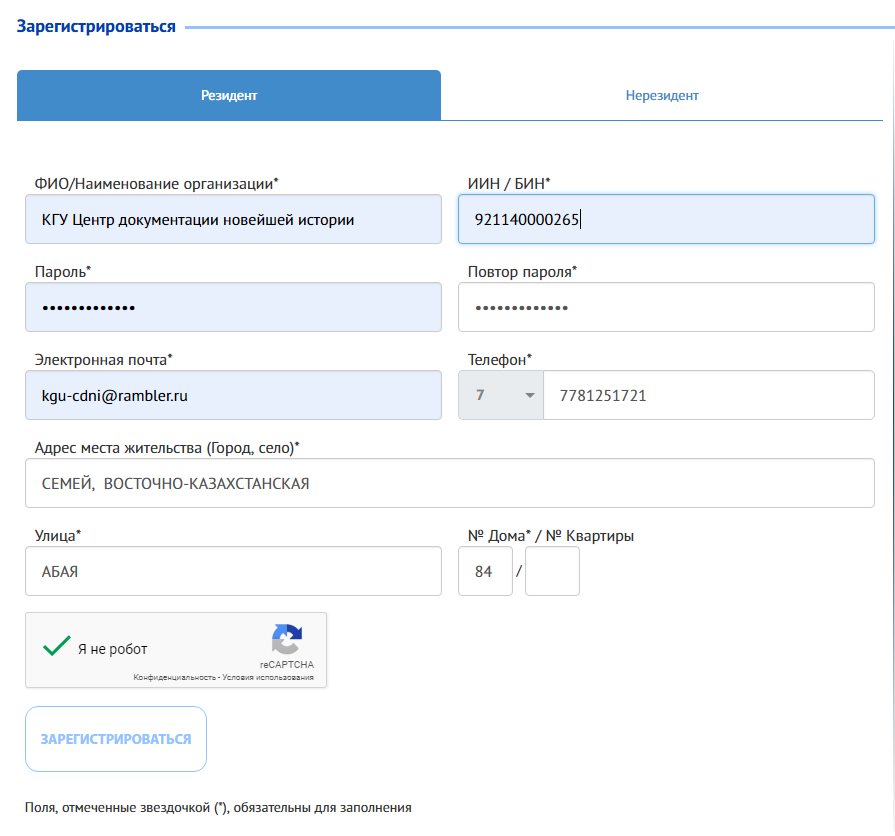 Зарегистрироваться
Резидент Нерезидент
ФИО/Наименование организации* ИИН / БИН*
КГУ Центр документации новейшей истории 921140000265
Пароль* Повтор пароля*
••••••••••••• •••••••••••••
Электронная почта* Телефон*
kgu-cdni@rambler.ru 7 7781251721
Адрес места жительства (Город, село)*
СЕМЕЙ, ВОСТОЧНО-КАЗАХСТАНСКАЯ
Улица* № Дома* / № Квартиры
АБАЯ 84 /
Я не робот
reCAPTCHA
Конфиденциальность - Условия использования
ЗАРЕГИСТРИРОВАТЬСЯ
Поля, отмеченные звездочкой (*), обязательны для заполнения